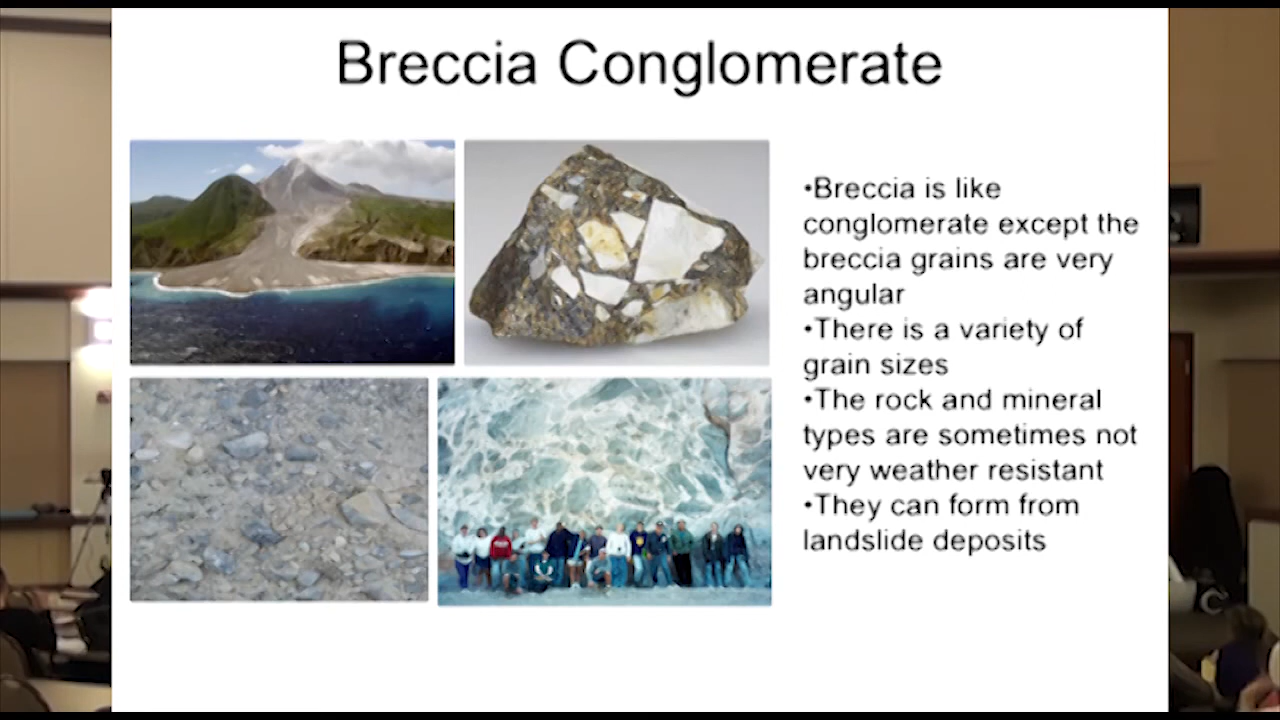 Breccia Conglomerate
•Breccia is like
conglomerate except the
breccia grains are very
angular
•There is a variety of
grain sizes
•The rock and mineral
types are sometimes not
very weather resistant
•They can form from
landslide deposits